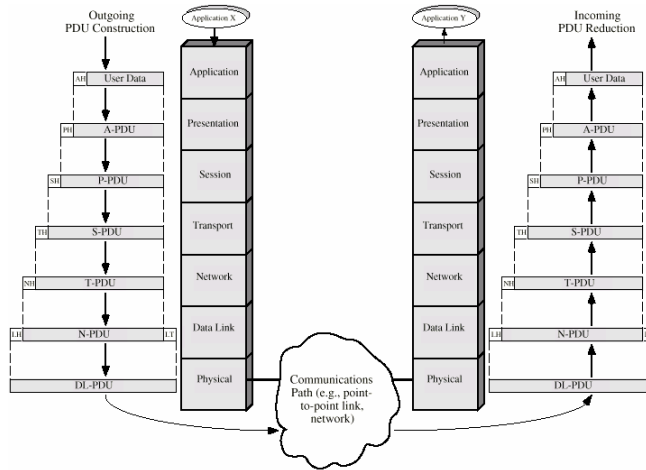 Outgoing
PDU Construction
Application X
Application Y
Incoming
PDU Reduction
AH
User Data
Application
Application
AH
User Data
PH
A-PDU
Presentation
Presentation
PH
A-PDU
SH
P-PDU
Session
Session
SH
P-PDU
TH
S-PDU
Transport
Transport
TH
S-PDU
NH
T-PDU
Network
Network
NH
T-PDU
LH
N-PDU
LT
Data Link
Data Link
LH
N-PDU
DL-PDU
Physical
Physical
DL-PDU
Communications
Path (e.g., point-
to-point link,
network)